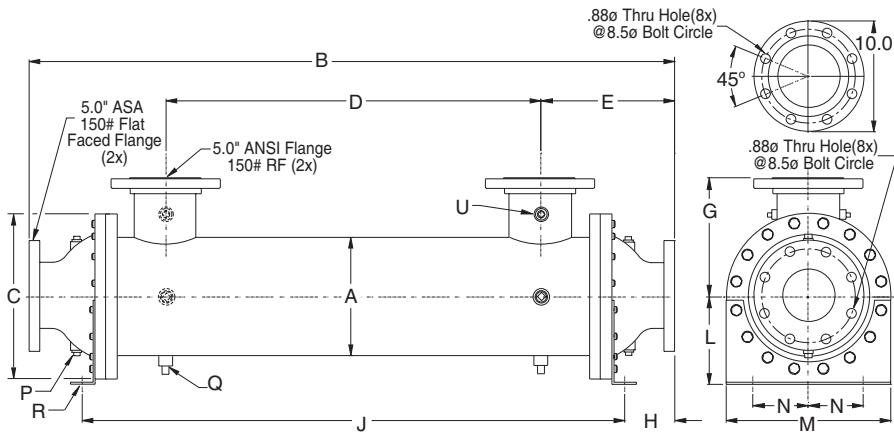 .88ø Thru Hole(8x)
@8.5ø Bolt Circle
10.0
45°
B
D
E
5.0" ASA
150# Flat
Faced Flange
(2x)
5.0" ANSI Flange
150# RF (2x)
.88ø Thru Hole(8x)
@8.5ø Bolt Circle
U
G
C
A
L
P
Q
R
J
H
N
N
M